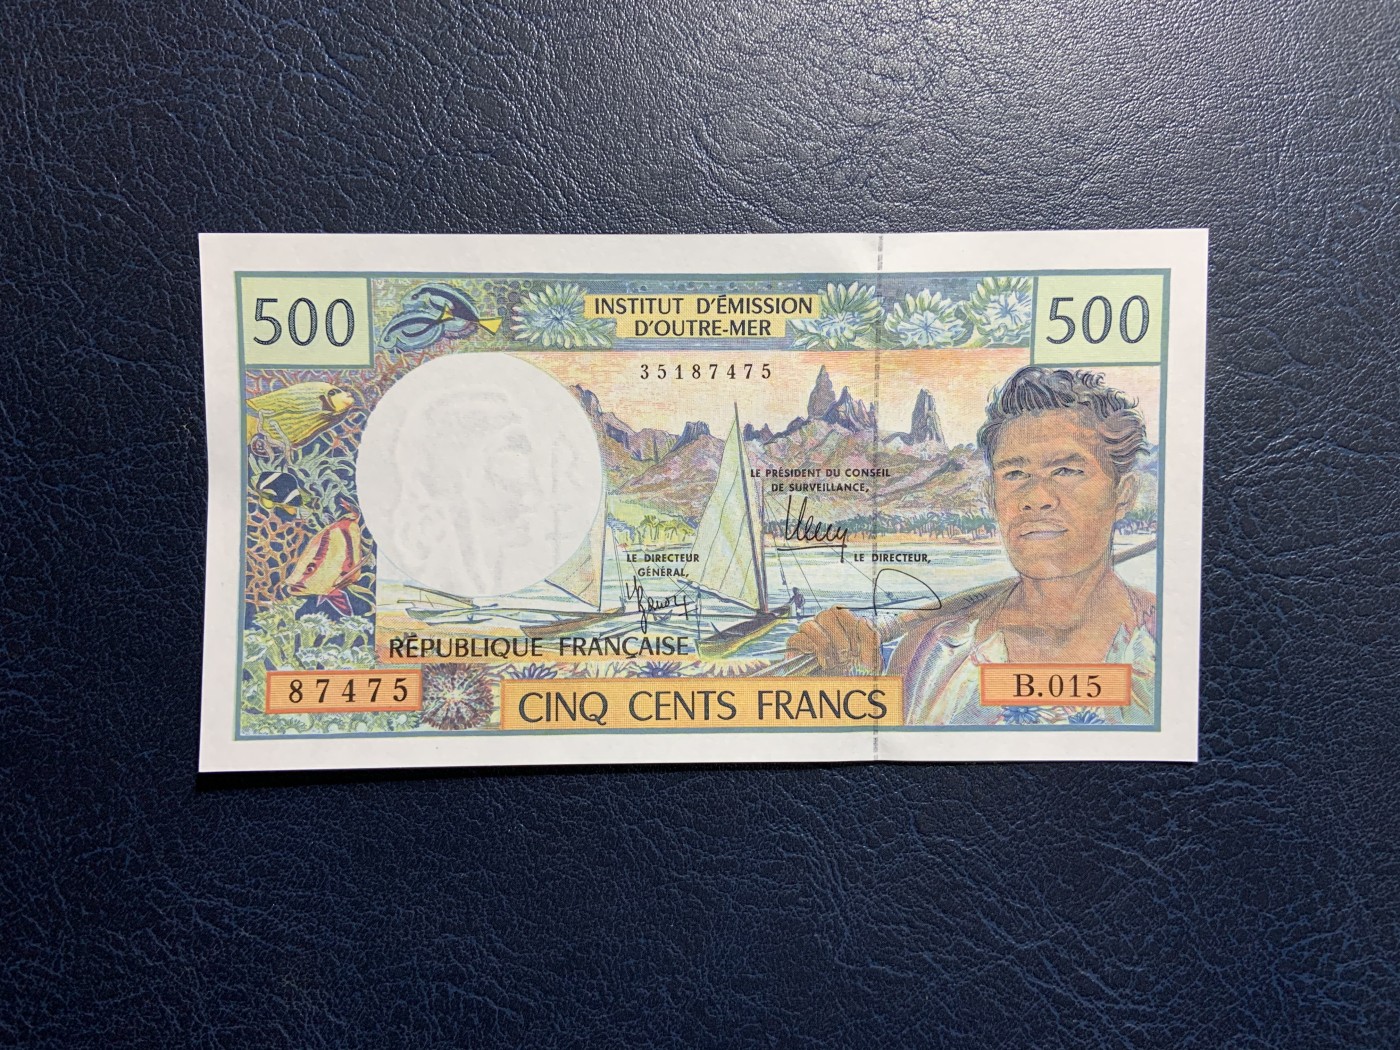 500
INSTITUT D'ÉMISSION
D'OUTRE-MER
500
35187475
LE PRÉSIDENT DU CONSEIL
DE SURVEILLANCE,
LE DIRECTEUR
GÉNÉRAL,
LE DIRECTEUR,
RÉPUBLIQUE FRANÇAISE
87475
CINQ CENTS FRANCS
B.015